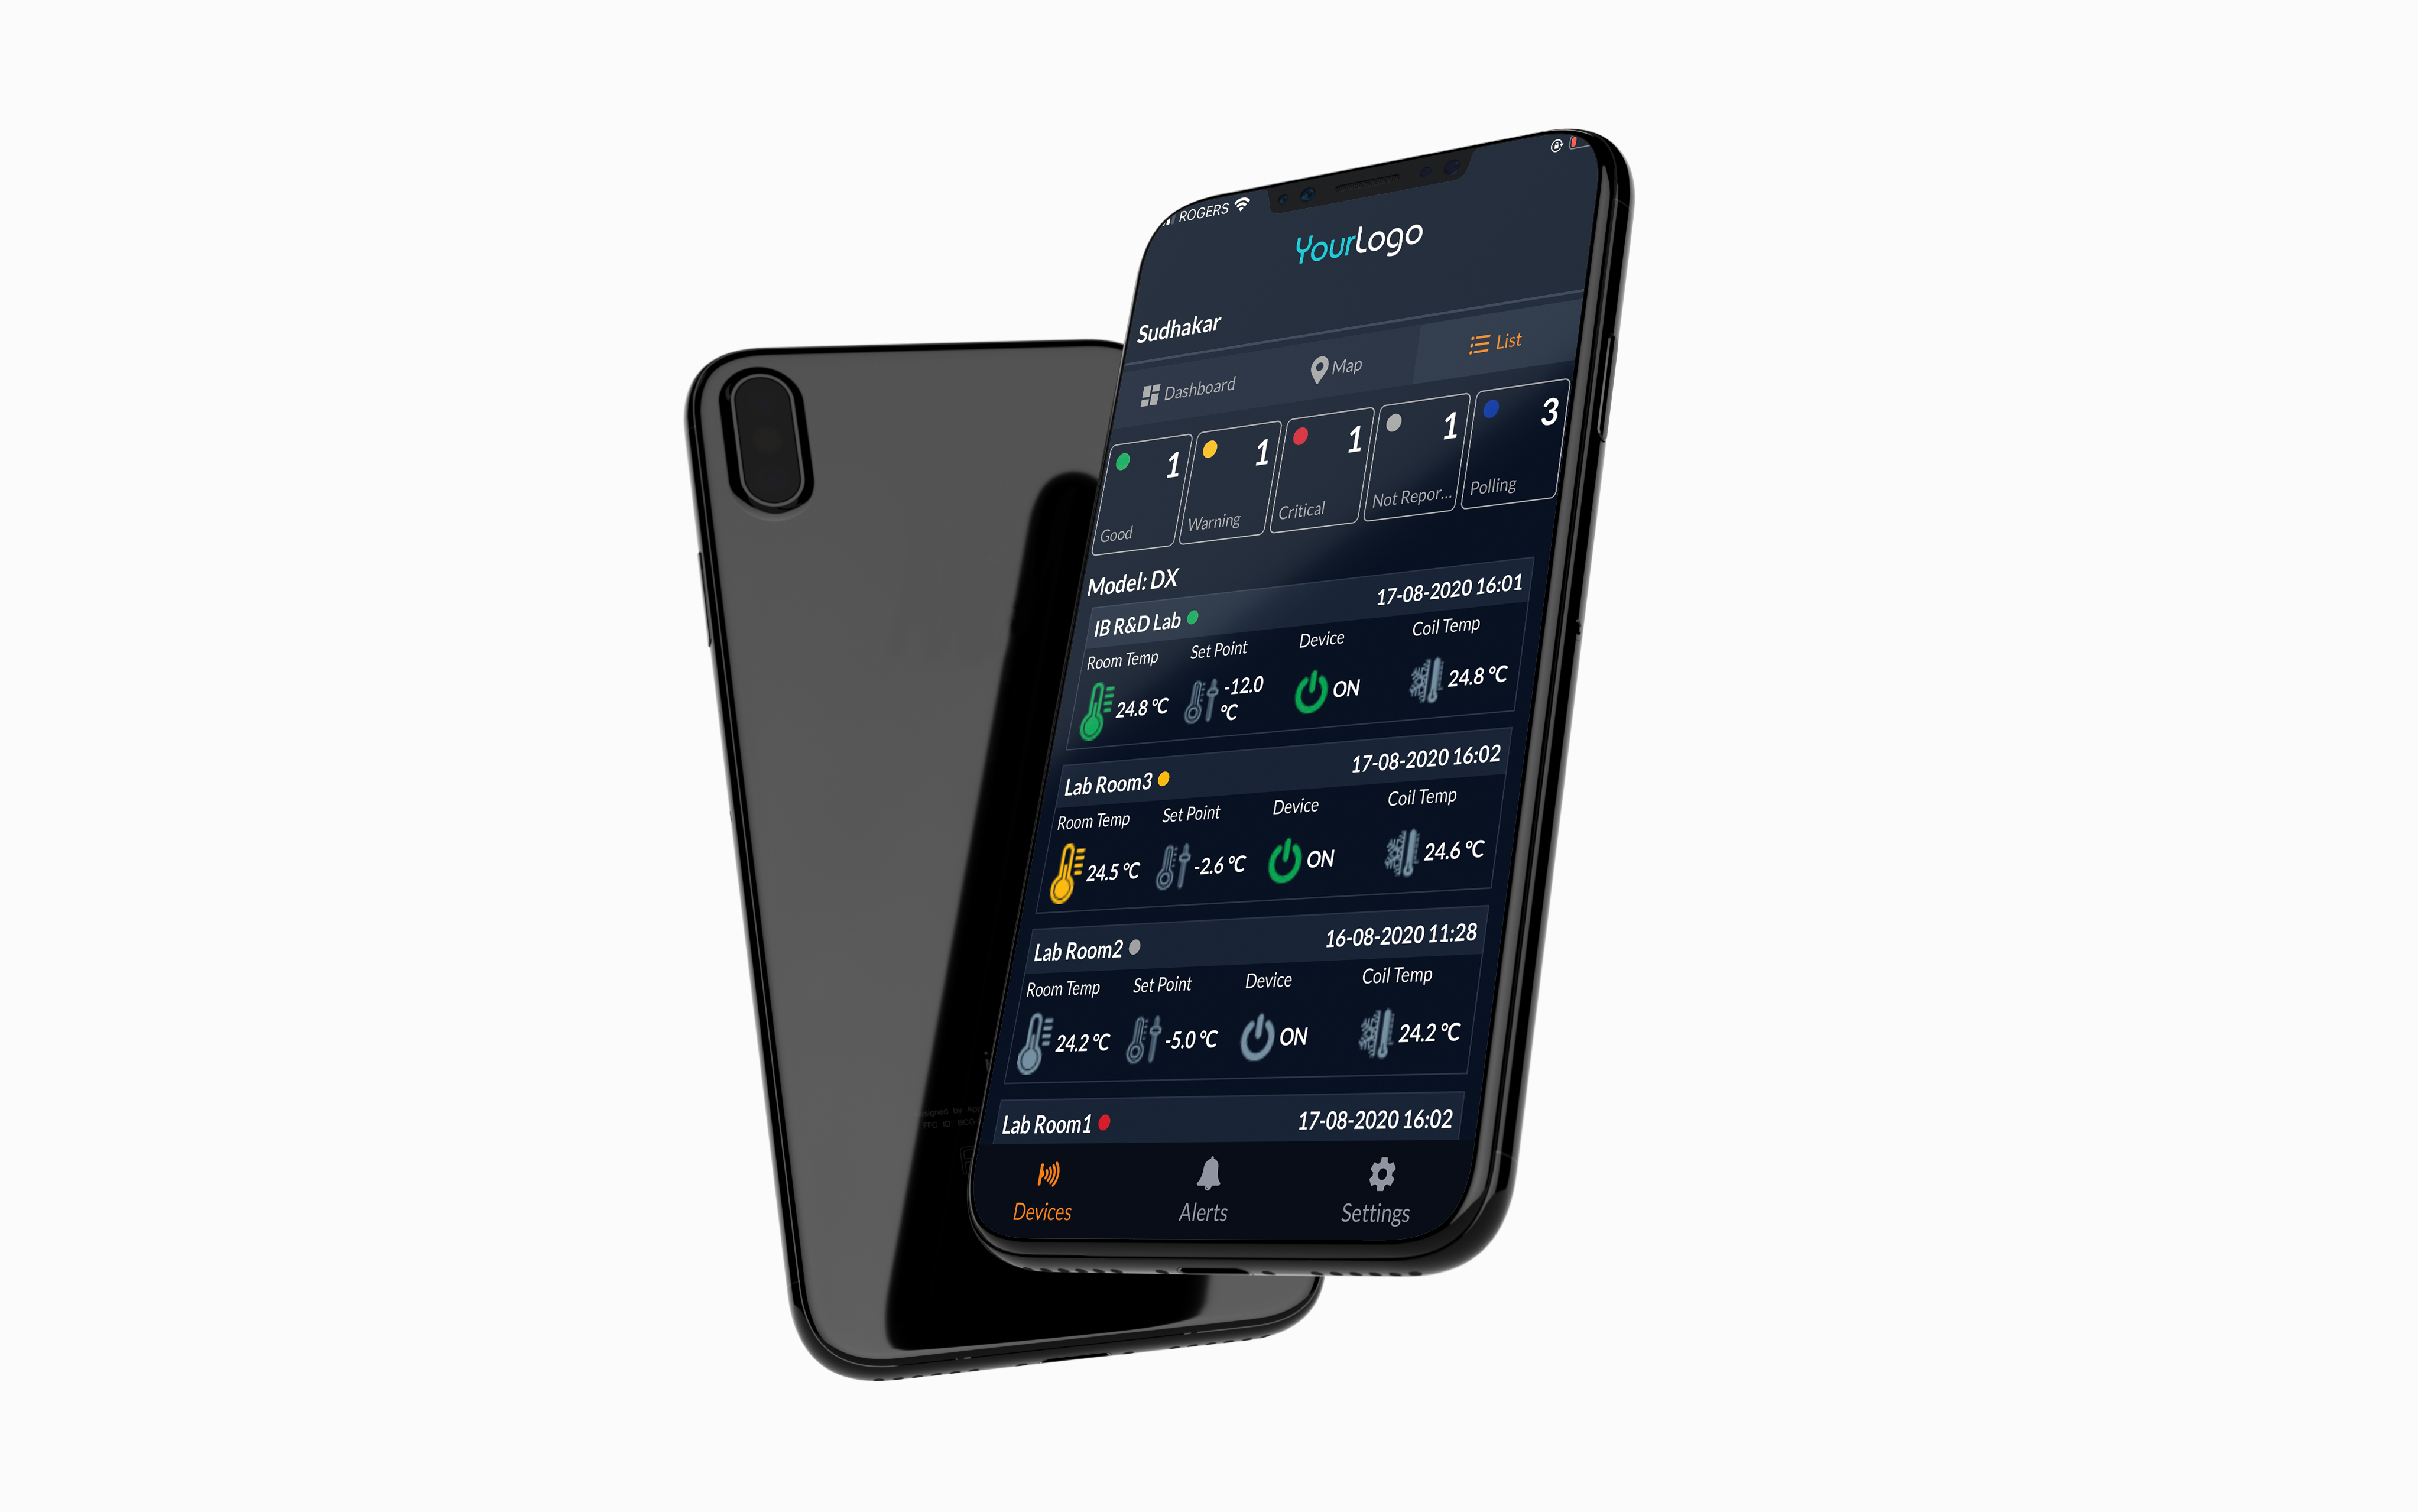 ROGERS
YourLogo
Sudhakar
Dashboard Map List
1 1 1 1 3
Good Warning Critical Not Repor... Polling
Model: DX
IB R&D Lab 17-08-2020 16:01
Room Temp Set Point Device Coil Temp
24.8 °C -12.0 °C ON 24.8 °C
Lab Room3 17-08-2020 16:02
Room Temp Set Point Device Coil Temp
24.5 °C -2.6 °C ON 24.6 °C
Lab Room2 16-08-2020 11:28
Room Temp Set Point Device Coil Temp
24.2 °C -5.0 °C ON 24.2 °C
Lab Room1 17-08-2020 16:02
Devices Alerts Settings